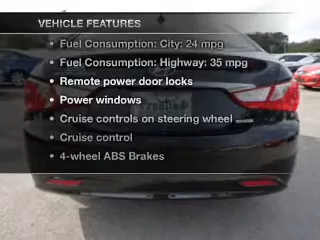 VEHICLE FEATURES
• Fuel Consumption: City: 24 mpg
• Fuel Consumption: Highway: 35 mpg
• Remote power door locks
• Power windows
• Cruise controls on steering wheel
• Cruise control
• 4-wheel ABS Brakes